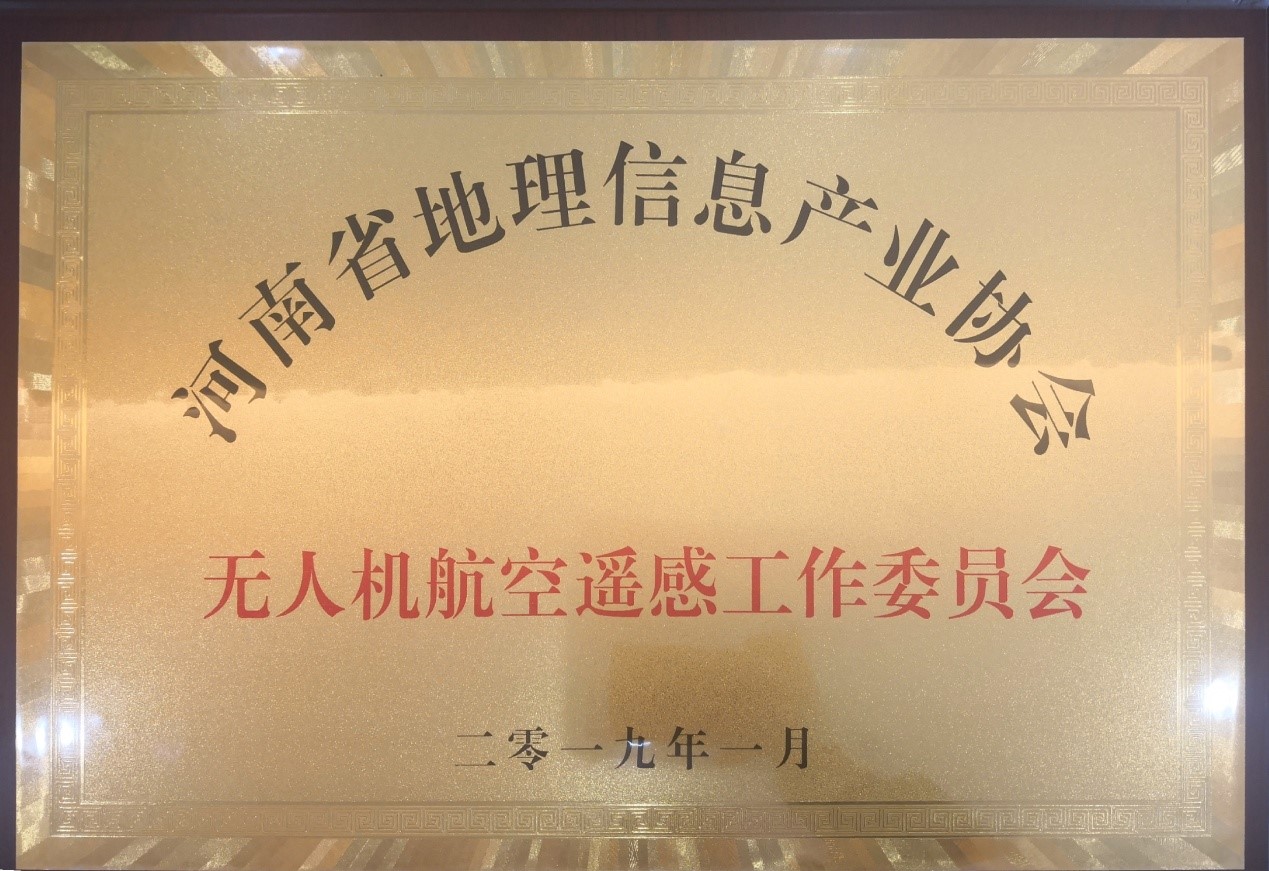 河南省地理信息产业协会
无人机航空遥感工作委员会
二零一九年一月